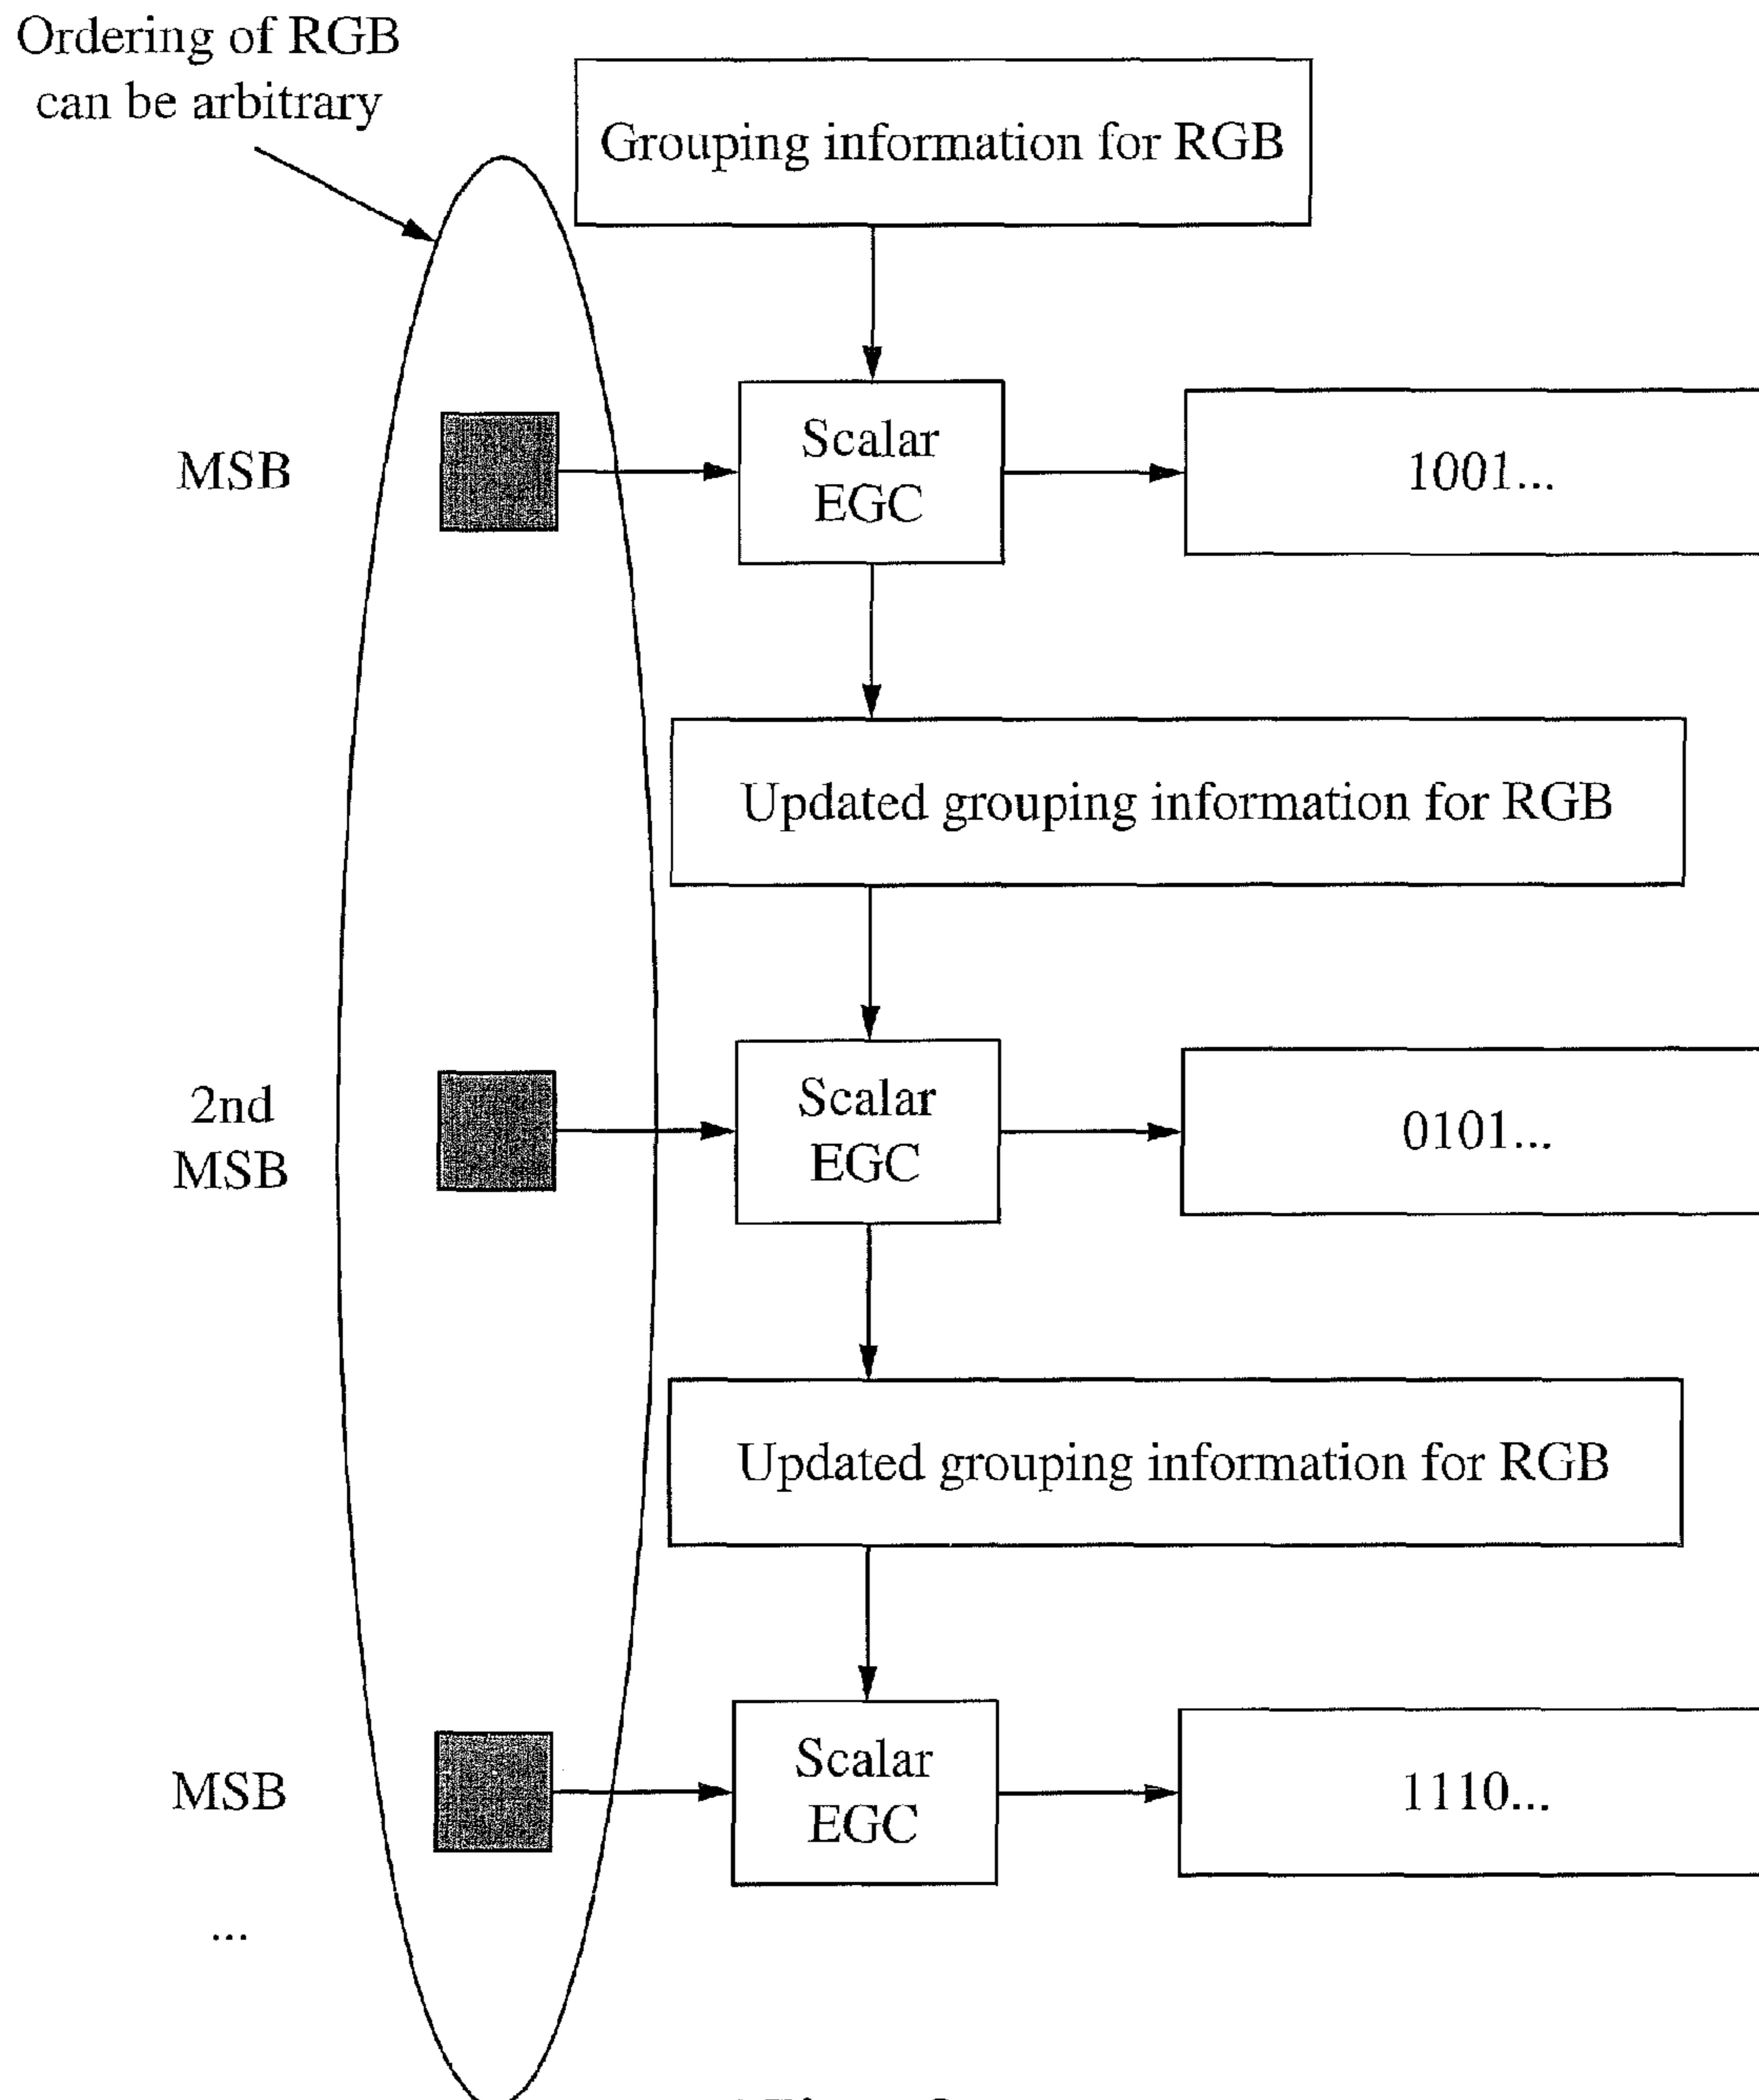 Ordering of RGB
can be arbitrary
Grouping information for RGB
MSB
Scalar
EGC
1001...
Updated grouping information for RGB
2nd
MSB
Scalar
EGC
0101...
Updated grouping information for RGB
MSB
Scalar
EGC
1110...
...